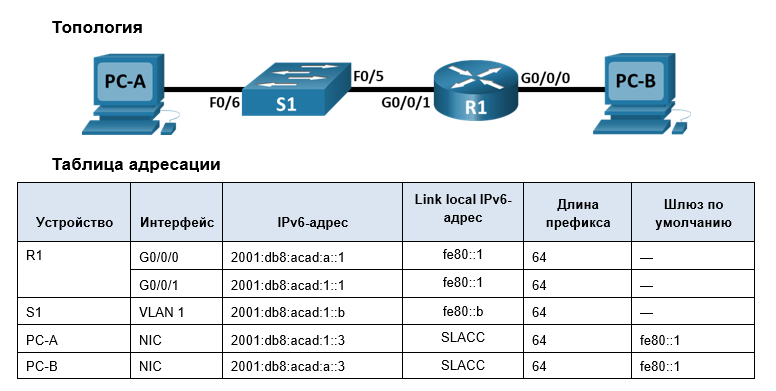 Топология
PC-A
F0/6
S1
F0/5
G0/0/1
R1
G0/0/0
PC-B
Таблица адресации
Устройство Интерфейс IPv6-адрес Link local IPv6-адрес Длина префикса Шлюз по умолчанию
R1 G0/0/0 2001:db8:acad:a::1 fe80::1 64 —
G0/0/1 2001:db8:acad:1::1 fe80::1 64 —
S1 VLAN 1 2001:db8:acad:1::b fe80::b 64 —
PC-A NIC 2001:db8:acad:1::3 SLACC 64 fe80::1
PC-B NIC 2001:db8:acad:a::3 SLACC 64 fe80::1